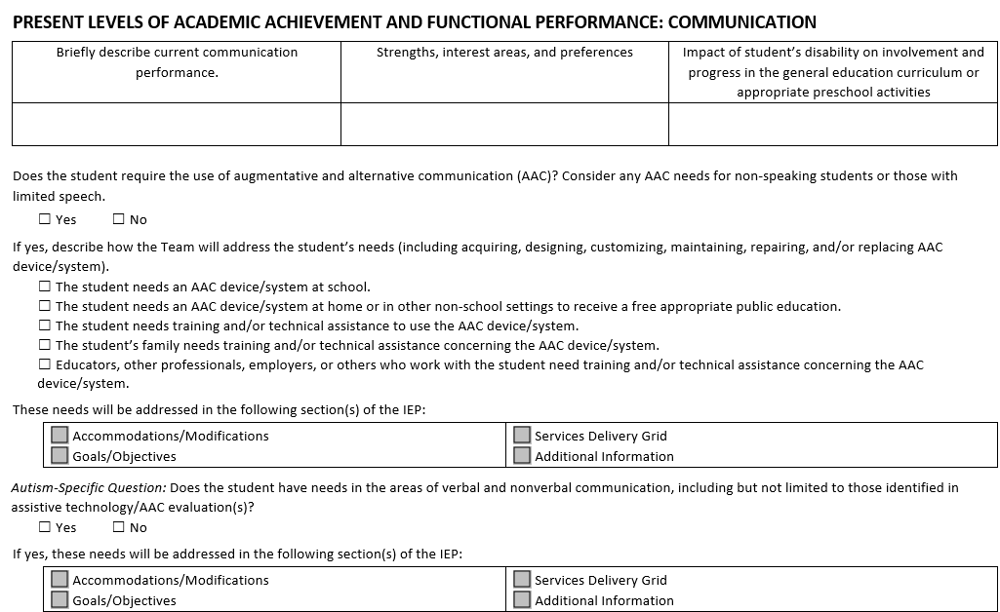 PRESENT LEVELS OF ACADEMIC ACHIEVEMENT AND FUNCTIONAL PERFORMANCE: COMMUNICATION
Briefly describe current communication
performance.
Strengths, interest areas, and preferences
Impact of student's disability on involvement and
progress in the general education curriculum or
appropriate preschool activities
Does the student require the use of augmentative and alternative communication (AAC)? Consider any AAC needs for non-speaking students or those with
limited speech.
☐ Yes ☐ No
If yes, describe how the Team will address the student's needs (including acquiring, designing, customizing, maintaining, repairing, and/or replacing AAC
device/system).
☐ The student needs an AAC device/system at school.
☐ The student needs an AAC device/system at home or in other non-school settings to receive a free appropriate public education.
☐ The student needs training and/or technical assistance to use the AAC device/system.
☐ The student's family needs training and/or technical assistance concerning the AAC device/system.
☐ Educators, other professionals, employers, or others who work with the student need training and/or technical assistance concerning the AAC
device/system.
These needs will be addressed in the following section(s) of the IEP:
Accommodations/Modifications
Goals/Objectives
Services Delivery Grid
Additional Information
Autism-Specific Question: Does the student have needs in the areas of verbal and nonverbal communication, including but not limited to those identified in
assistive technology/AAC evaluation(s)?
☐ Yes ☐ No
If yes, these needs will be addressed in the following section(s) of the IEP:
Accommodations/Modifications
Goals/Objectives
Services Delivery Grid
Additional Information